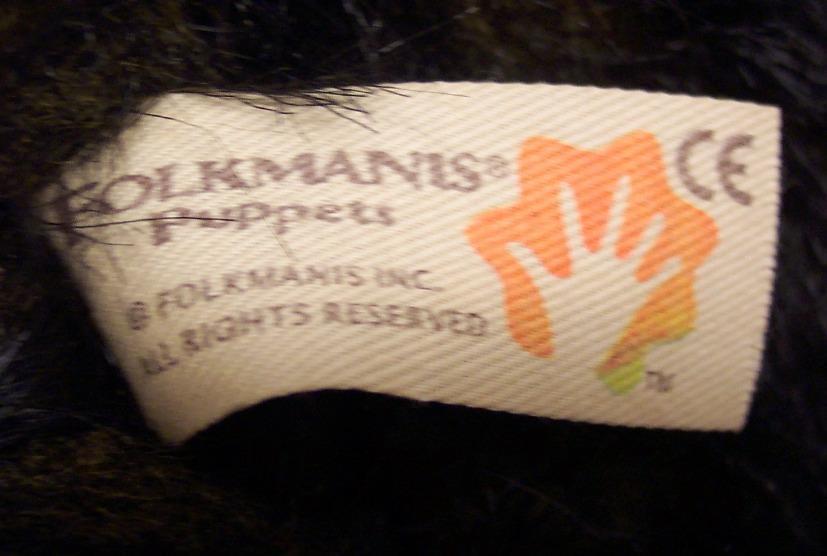 FOLKMANIS®
Puppets
© FOLKMANIS INC.
ALL RIGHTS RESERVED
CE
TM